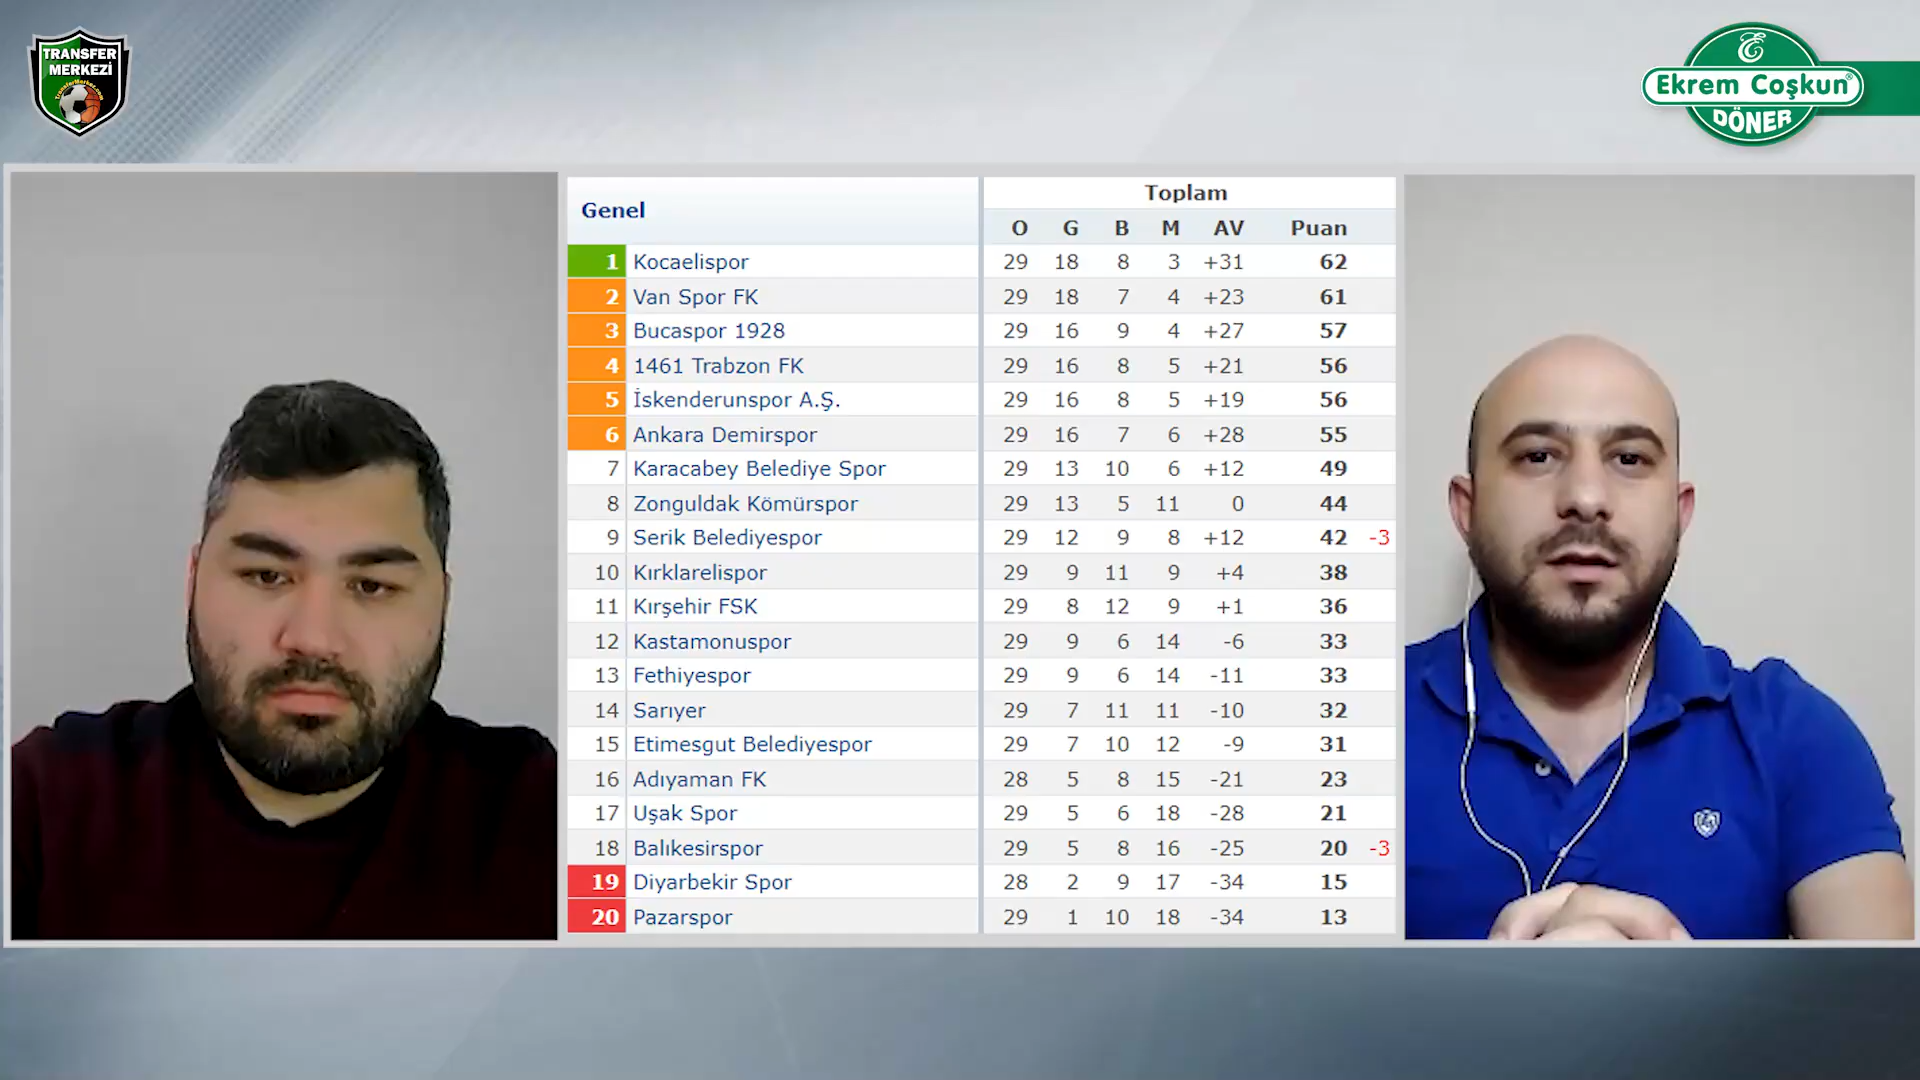 TRANSFER
MERKEZİ
Ekrem Coşkun®
DÖNER
Genel
Toplam
O G B M AV Puan
1 Kocaelispor 29 18 8 3 +31 62
2 Van Spor FK 29 18 7 4 +23 61
3 Bucaspor 1928 29 16 9 4 +27 57
4 1461 Trabzon FK 29 16 8 5 +21 56
5 İskenderunspor A.Ş. 29 16 8 5 +19 56
6 Ankara Demirspor 29 16 7 6 +28 55
7 Karacabey Belediye Spor 29 13 10 6 +12 49
8 Zonguldak Kömürspor 29 13 5 11 0 44
9 Serik Belediyespor 29 12 9 8 +12 42 -3
10 Kırklarelispor 29 9 11 9 +4 38
11 Kırşehir FSK 29 8 12 9 +1 36
12 Kastamonuspor 29 9 6 14 -6 33
13 Fethiyespor 29 9 6 14 -11 33
14 Sarıyer 29 7 11 11 -10 32
15 Etimesgut Belediyespor 29 7 10 12 -9 31
16 Adıyaman FK 28 5 8 15 -21 23
17 Uşak Spor 29 5 6 18 -28 21
18 Balıkesirspor 29 5 8 16 -25 20 -3
19 Diyarbekir Spor 28 2 9 17 -34 15
20 Pazarspor 29 1 10 18 -34 13